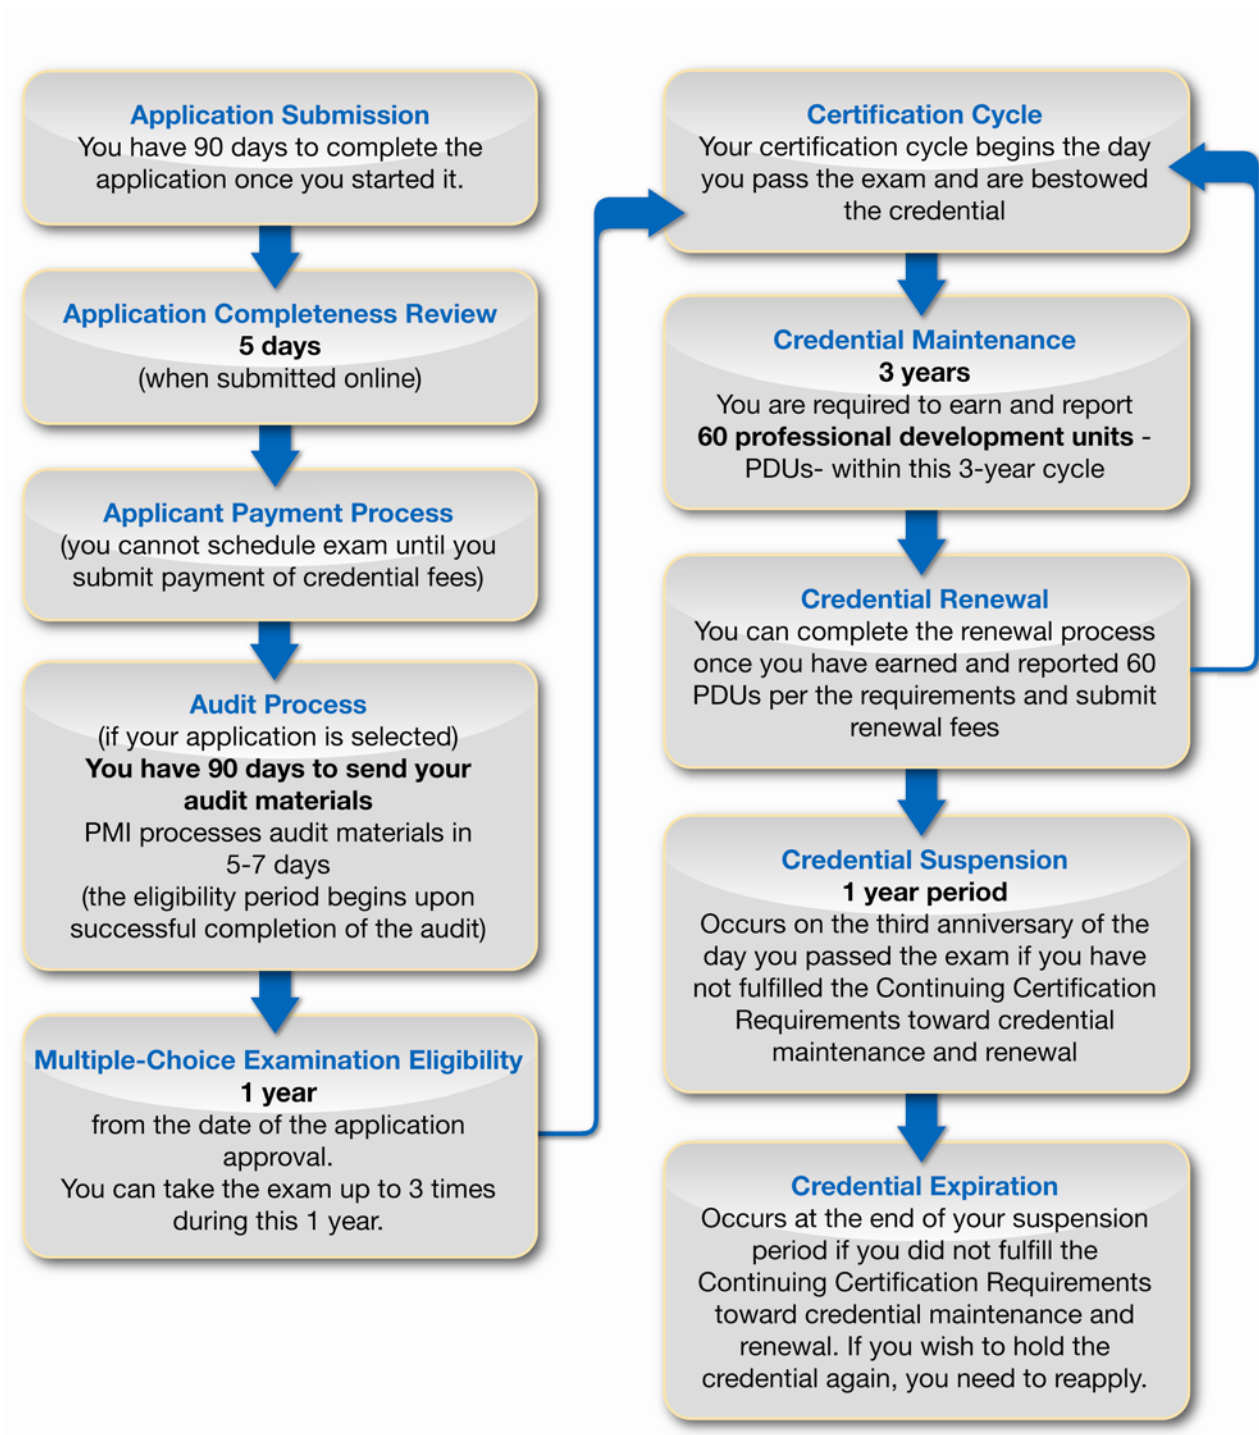 Application Submission
You have 90 days to complete the
application once you started it.
Application Completeness Review
5 days
(when submitted online)
Applicant Payment Process
(you cannot schedule exam until you
submit payment of credential fees)
Audit Process
(if your application is selected)
You have 90 days to send your
audit materials
PMI processes audit materials in
5-7 days
(the eligibility period begins upon
successful completion of the audit)
Multiple-Choice Examination Eligibility
1 year
from the date of the application
approval.
You can take the exam up to 3 times
during this 1 year.
Certification Cycle
Your certification cycle begins the day
you pass the exam and are bestowed
the credential
Credential Maintenance
3 years
You are required to earn and report
60 professional development units -
PDUs- within this 3-year cycle
Credential Renewal
You can complete the renewal process
once you have earned and reported 60
PDUs per the requirements and submit
renewal fees
Credential Suspension
1 year period
Occurs on the third anniversary of the
day you passed the exam if you have
not fulfilled the Continuing Certification
Requirements toward credential
maintenance and renewal
Credential Expiration
Occurs at the end of your suspension
period if you did not fulfill the
Continuing Certification Requirements
toward credential maintenance and
renewal. If you wish to hold the
credential again, you need to reapply.